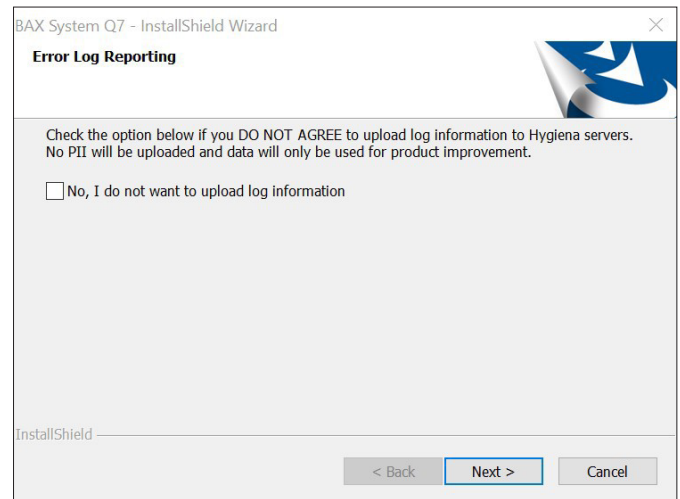 BAX System Q7 - InstallShield Wizard
Error Log Reporting
Check the option below if you DO NOT AGREE to upload log information to Hygiena servers.
No PII will be uploaded and data will only be used for product improvement.
No, I do not want to upload log information
InstallShield
< Back Next > Cancel